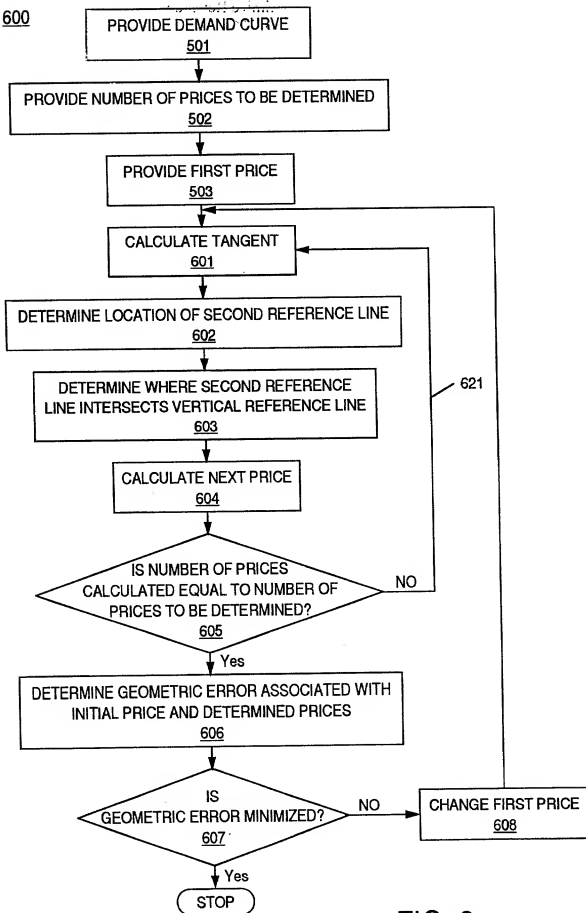 600
PROVIDE DEMAND CURVE
501
PROVIDE NUMBER OF PRICES TO BE DETERMINED
502
PROVIDE FIRST PRICE
503
CALCULATE TANGENT
601
DETERMINE LOCATION OF SECOND REFERENCE LINE
602
DETERMINE WHERE SECOND REFERENCE
LINE INTERSECTS VERTICAL REFERENCE LINE
603
621
CALCULATE NEXT PRICE
604
IS NUMBER OF PRICES
CALCULATED EQUAL TO NUMBER OF
PRICES TO BE DETERMINED?
605
NO
Yes
DETERMINE GEOMETRIC ERROR ASSOCIATED WITH
INITIAL PRICE AND DETERMINED PRICES
606
IS
GEOMETRIC ERROR MINIMIZED?
607
NO
CHANGE FIRST PRICE
608
Yes
STOP